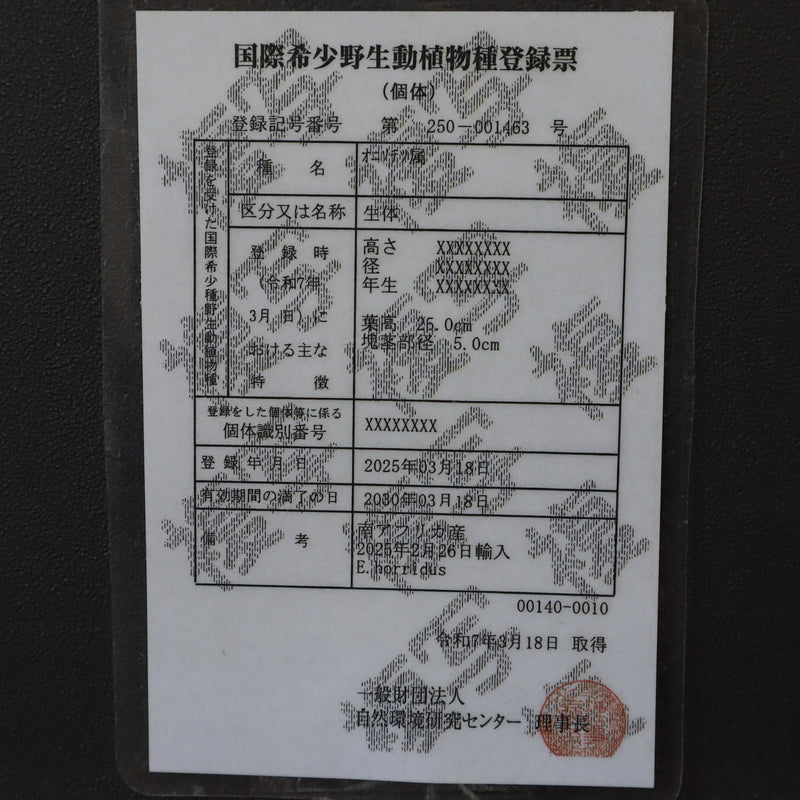 国際希少野生動植物種登録票
(個体)
登録記号番号 第 250-001463 号
登録を受けた国際希少種野生動植物種
種名 オニソテツ属
区分又は名称 生体
登録時
(令和7年
3月(日)に
おける主な
特徴
高さ XXXXXXXX
径 XXXXXXXX
年生 XXXXXXXX
葉高 25.0cm
塊茎部径 5.0cm
登録をした個体等に係る
個体識別番号 XXXXXXXX
登録年月日 2025年03月18日
有効期間の満了の日 2030年03月18日
備考
南アフリカ産
2025年2月26日輸入
E.horridus
00140-0010
令和7年3月18日 取得
一般財団法人
自然環境研究センター 理事長